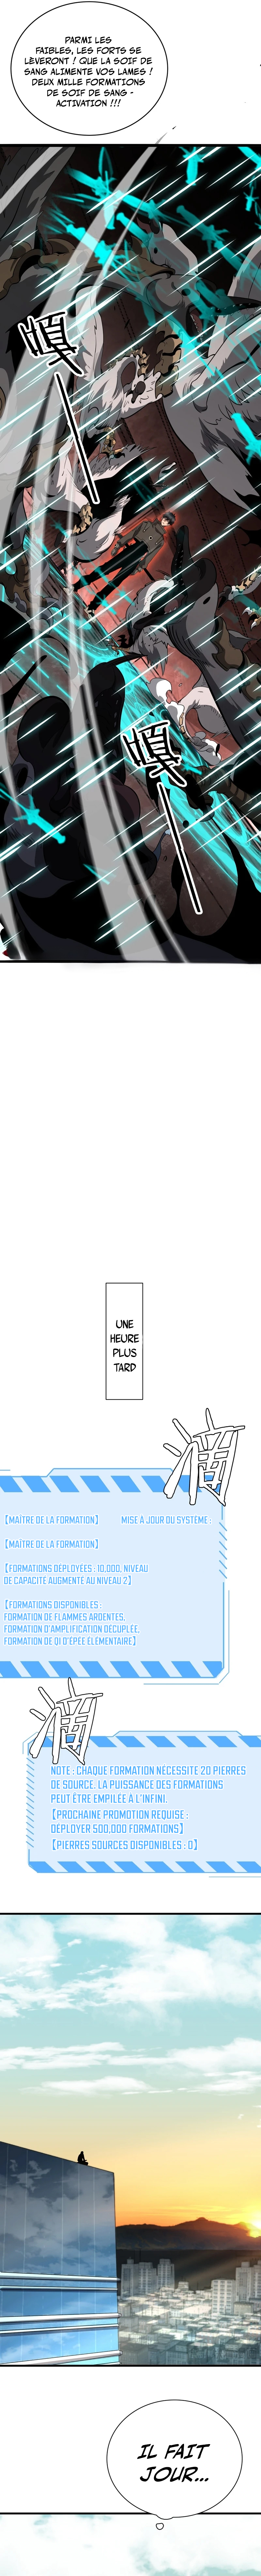 PARMI LES
FAIBLES, LES FORTS SE
LÈVERONT ! QUE LA SOIF DE
SANG ALIMENTE VOS LAMES !
DEUX MILLE FORMATIONS
DE SOIF DE SANG -
ACTIVATION !!!
嘎
嘎
UNE
HEURE
PLUS
TARD
滴
【MAÎTRE DE LA FORMATION】 MISE À JOUR DU SYSTÈME :
【MAÎTRE DE LA FORMATION】
【FORMATIONS DÉPLOYÉES : 10,000, NIVEAU
DE CAPACITÉ AUGMENTE AU NIVEAU 2】
【FORMATIONS DISPONIBLES :
FORMATION DE FLAMMES ARDENTES,
FORMATION D'AMPLIFICATION DÉCUPLÉE,
FORMATION DE QI D'ÉPÉE ÉLÉMENTAIRE】
滴
NOTE : CHAQUE FORMATION NÉCESSITE 20 PIERRES
DE SOURCE. LA PUISSANCE DES FORMATIONS
PEUT ÊTRE EMPILÉE À L'INFINI.
【PROCHAINE PROMOTION REQUISE :
DÉPLOYER 500,000 FORMATIONS】
【PIERRES SOURCES DISPONIBLES : 0】
IL FAIT
JOUR...